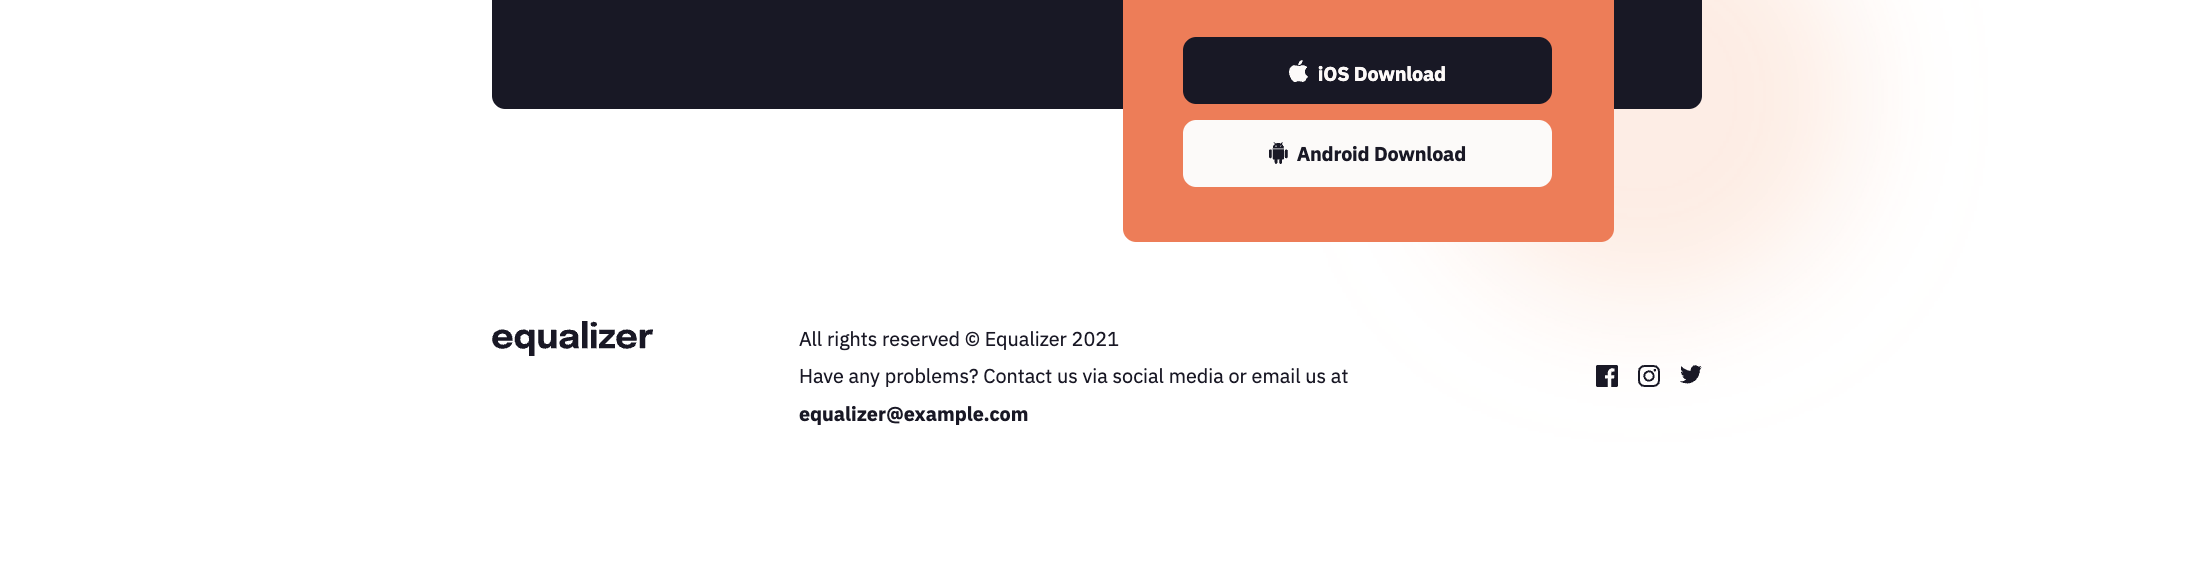 iOS Download
Android Download
equalizer
All rights reserved © Equalizer 2021
Have any problems? Contact us via social media or email us at
equalizer@example.com